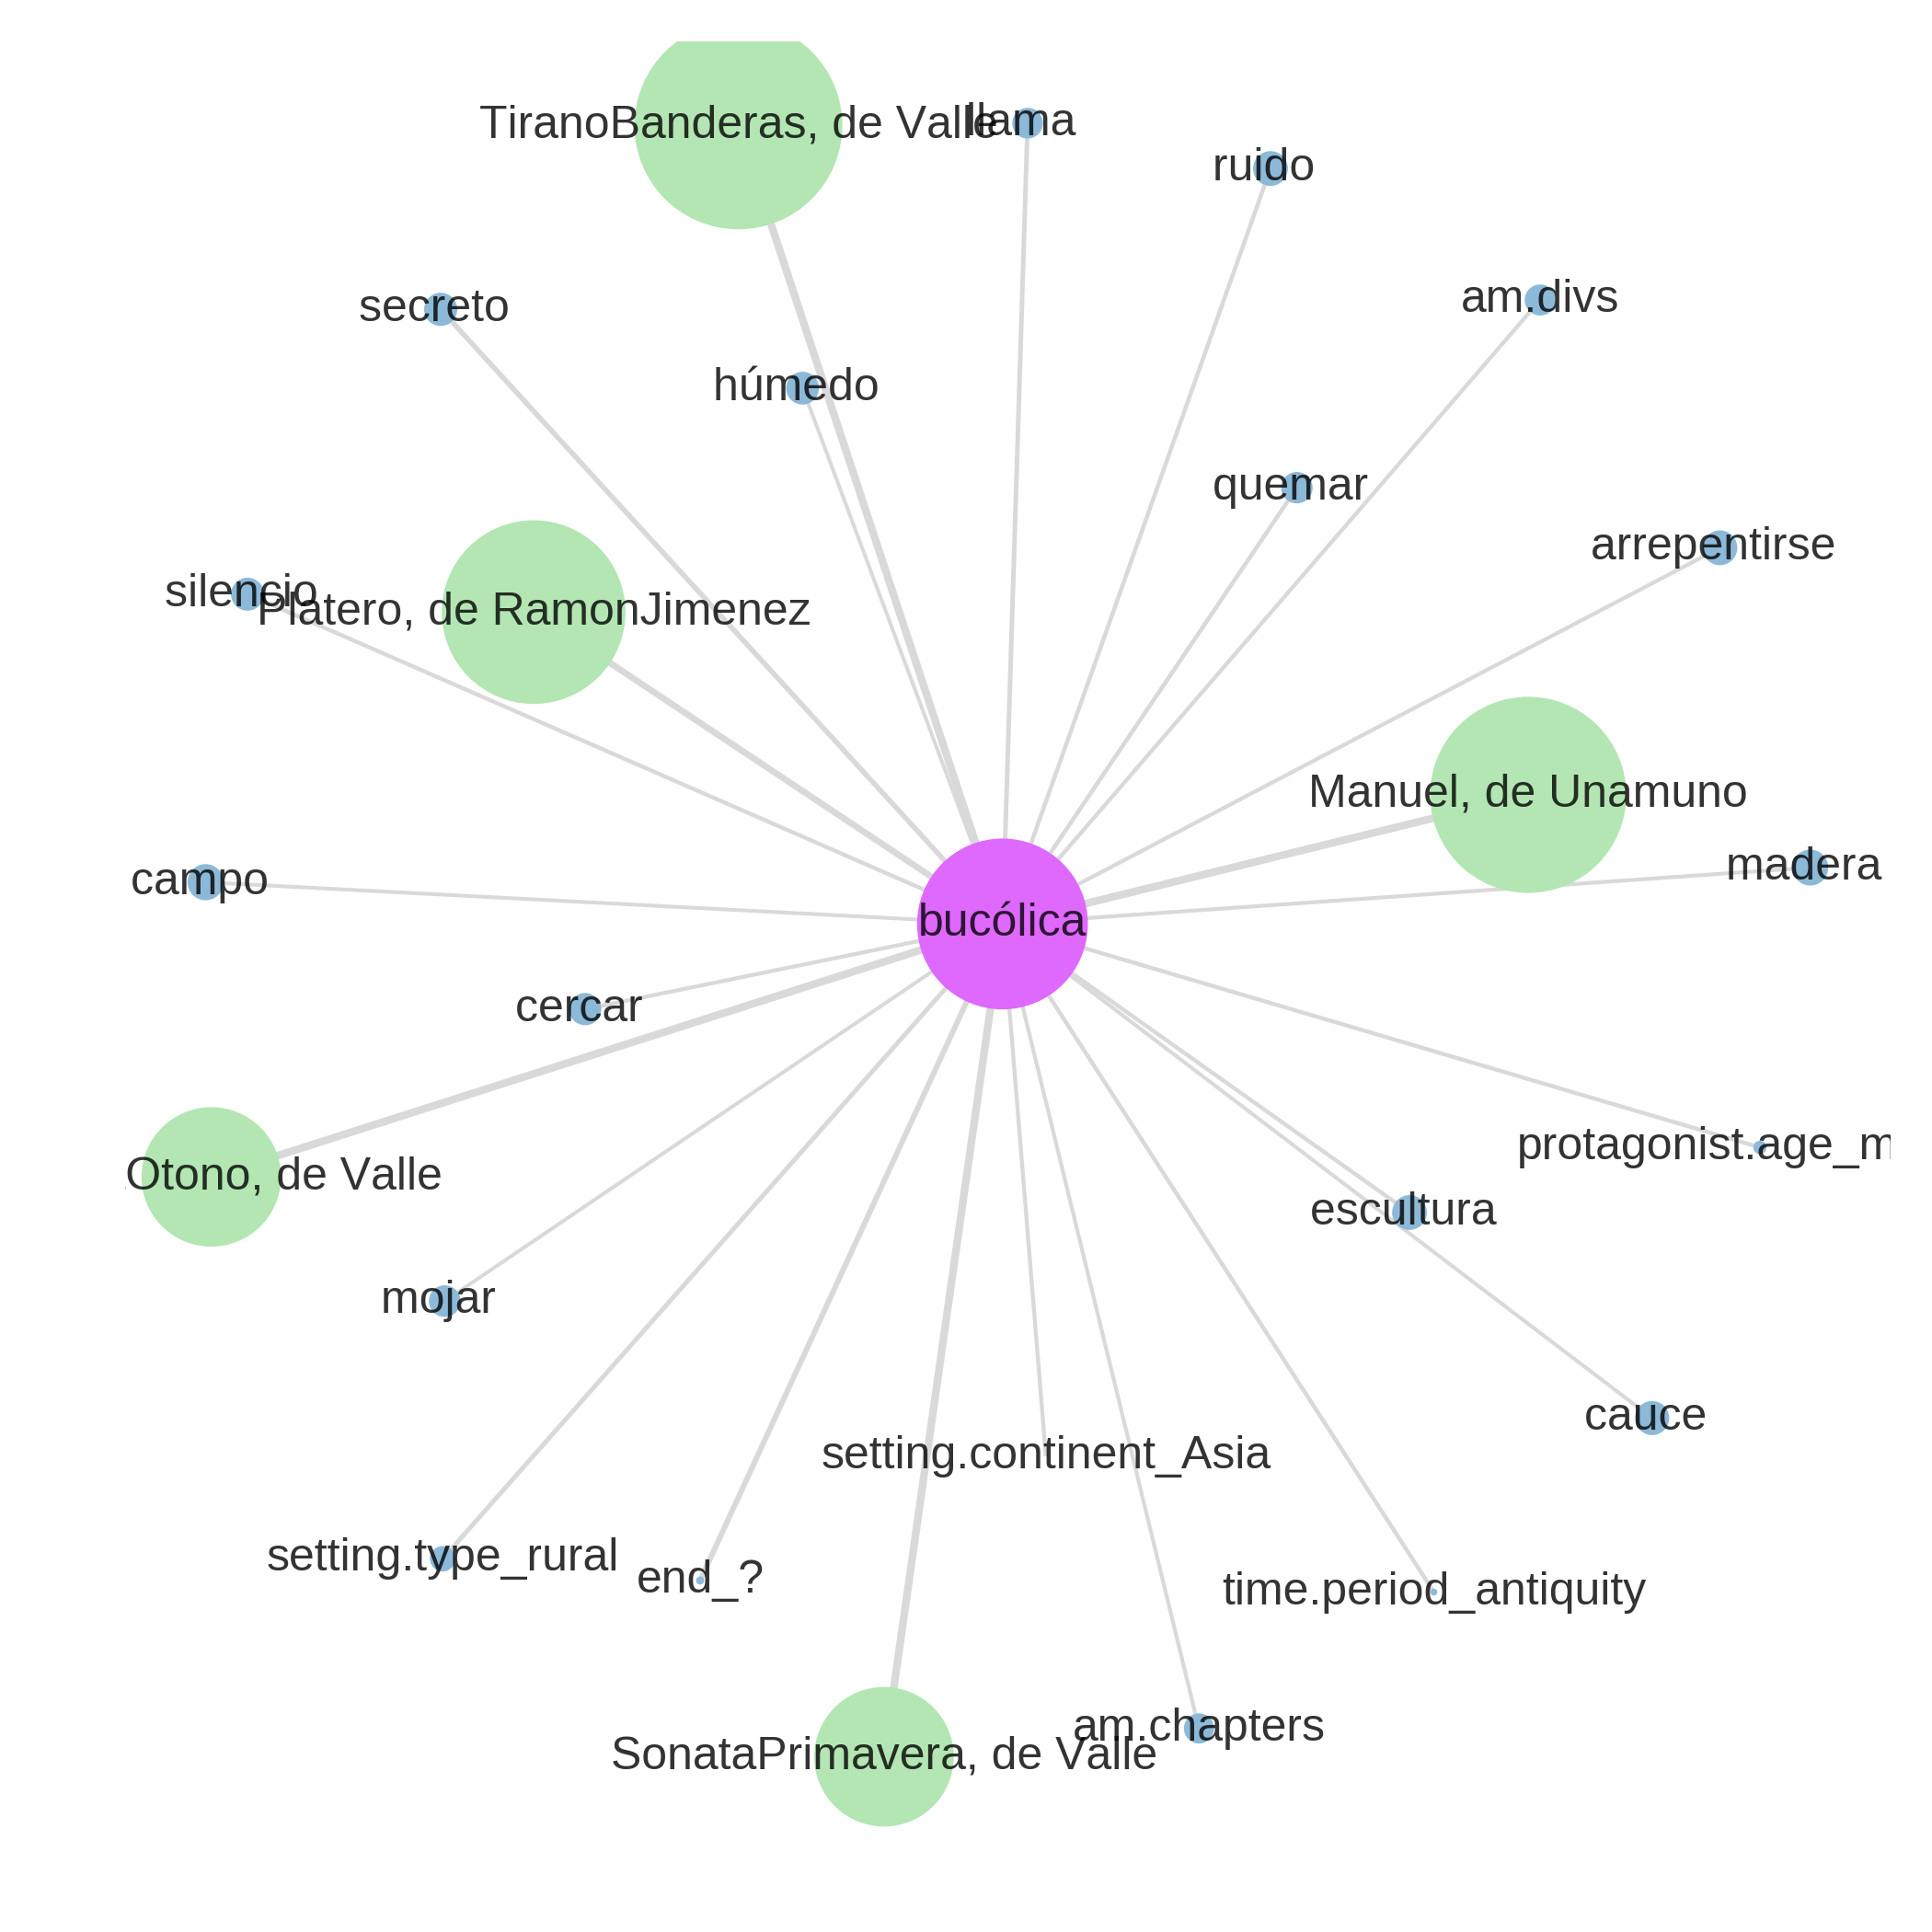 TiranoBanderas, de Valle
llama
ruido
am.divs
secreto
húmedo
quemar
arrepentirse
silencio
Platero, de RamonJimenez
Manuel, de Unamuno
madera
campo
bucólica
cercar
Otono, de Valle
protagonist.age_m
escultura
mojar
cauce
setting.continent_Asia
setting.type_rural
end_?
time.period_antiquity
am.chapters
SonataPrimavera, de Valle